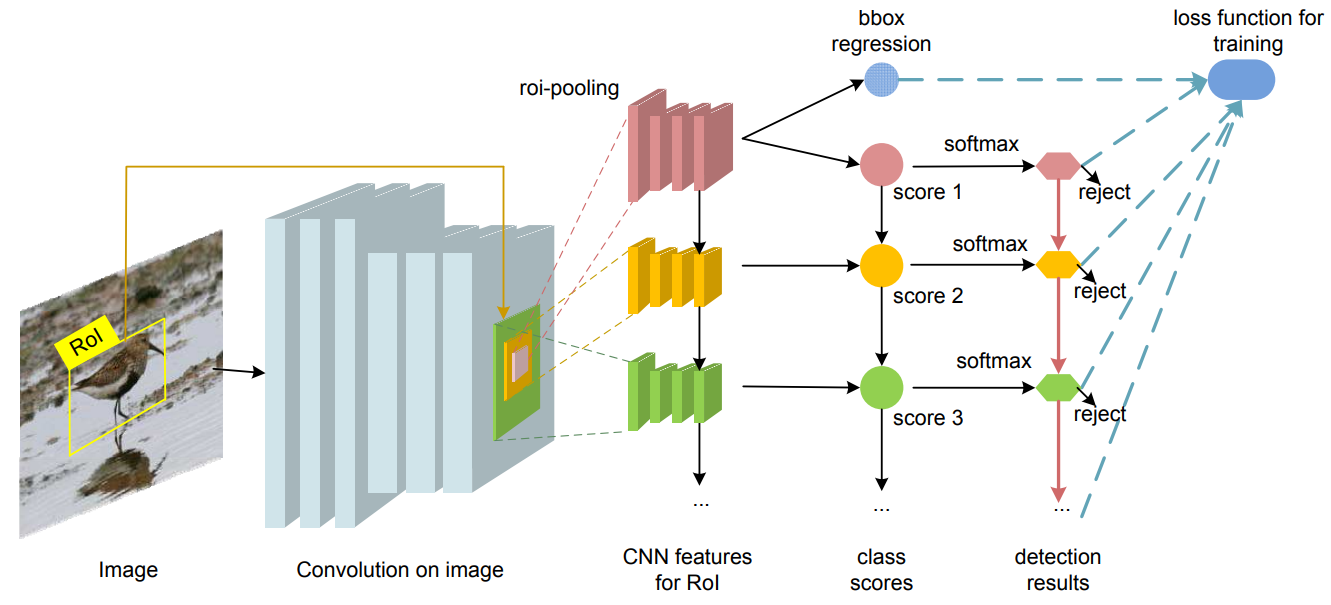 bbox
regression
loss function for
training
roi-pooling
softmax
score 1
reject
softmax
score 2
reject
softmax
score 3
reject
RoI
...
...
...
Image
Convolution on image
CNN features
for RoI
class
scores
detection
results